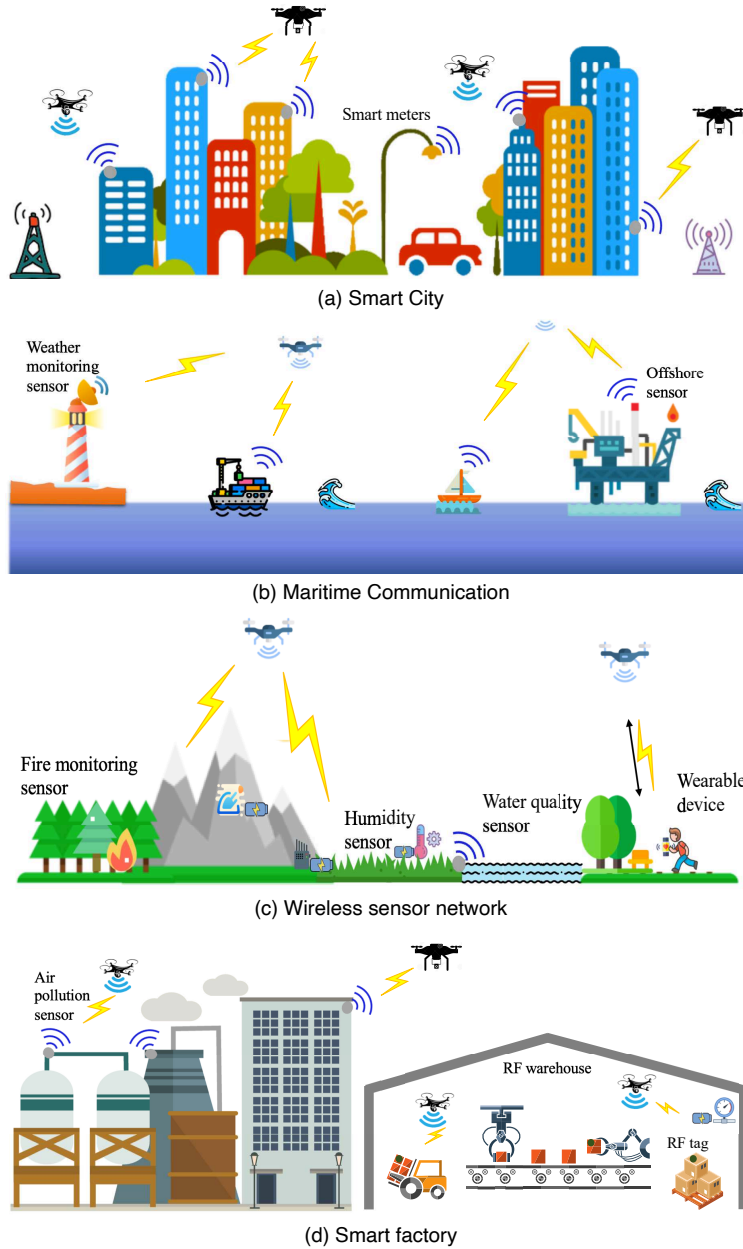 Smart meters
(a) Smart City
Weather
monitoring
sensor
Offshore
sensor
(b) Maritime Communication
Fire monitoring
sensor
Humidity
sensor
Water quality
sensor
Wearable
device
(c) Wireless sensor network
Air
pollution
sensor
RF warehouse
RF tag
(d) Smart factory